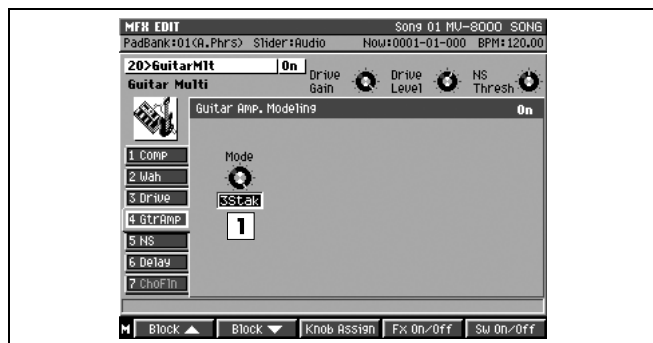 MFX EDIT Song 01 MV-8000 SONG
PadBank:01(A.Phrs) Slider:Audio Now:0001-01-000 BPM:120.00
20>GuitarMlt On
Guitar Multi
Drive Gain
Drive Level
NS Thresh
Guitar Amp. Modeling On
1 Comp
2 Wah
3 Drive
4 GtrAmp
5 NS
6 Delay
7 ChoFln
Mode
3Stak
1
M Block ▲ Block ▼ Knob Assign Fx On/Off Sw On/Off